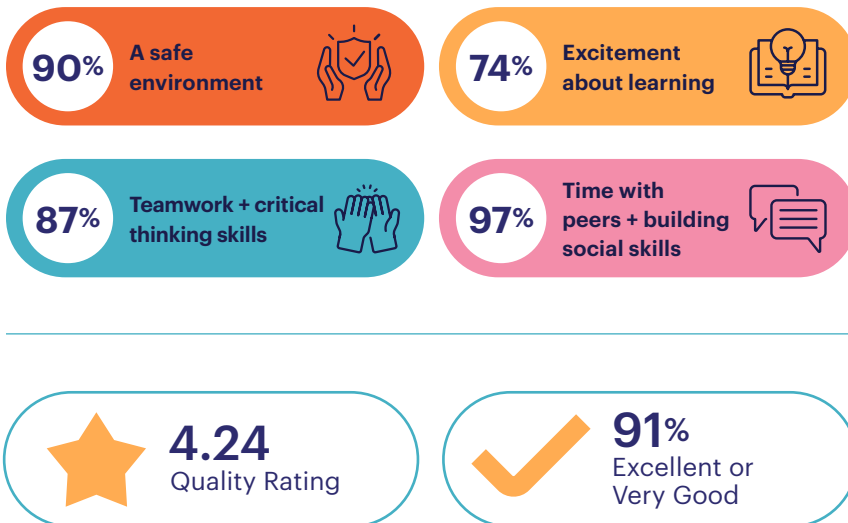 90%
A safe
environment
74%
Excitement
about learning
87%
Teamwork + critical
thinking skills
97%
Time with
peers + building
social skills
4.24
Quality Rating
91%
Excellent or
Very Good